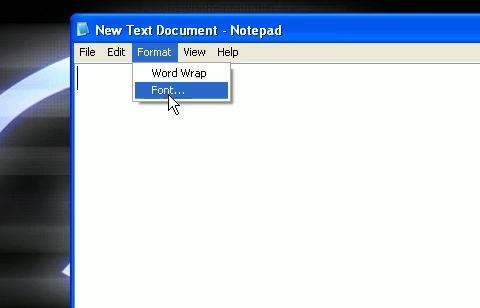 New Text Document - Notepad
File Edit Format View Help
Word Wrap
Font...